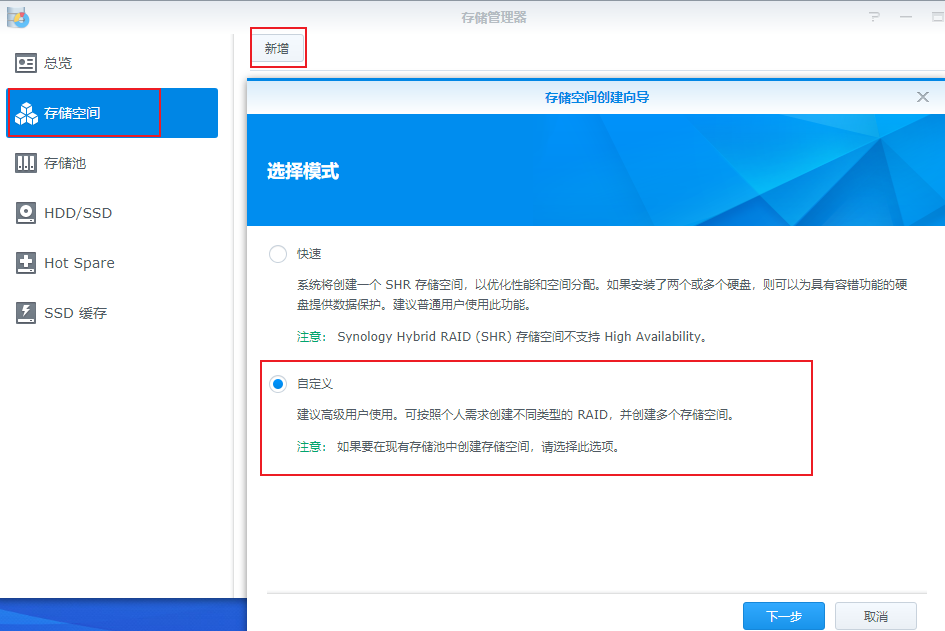 存储管理器
总览
存储空间
存储池
HDD/SSD
Hot Spare
SSD 缓存
新增
存储空间创建向导
选择模式
快速
系统将创建一个 SHR 存储空间，以优化性能和空间分配。如果安装了两个或多个硬盘，则可以为具有容错功能的硬
盘提供数据保护。建议普通用户使用此功能。
注意： Synology Hybrid RAID (SHR) 存储空间不支持 High Availability。
自定义
建议高级用户使用。可按照个人需求创建不同类型的 RAID，并创建多个存储空间。
注意： 如果要在现有存储池中创建存储空间，请选择此选项。
下一步
取消